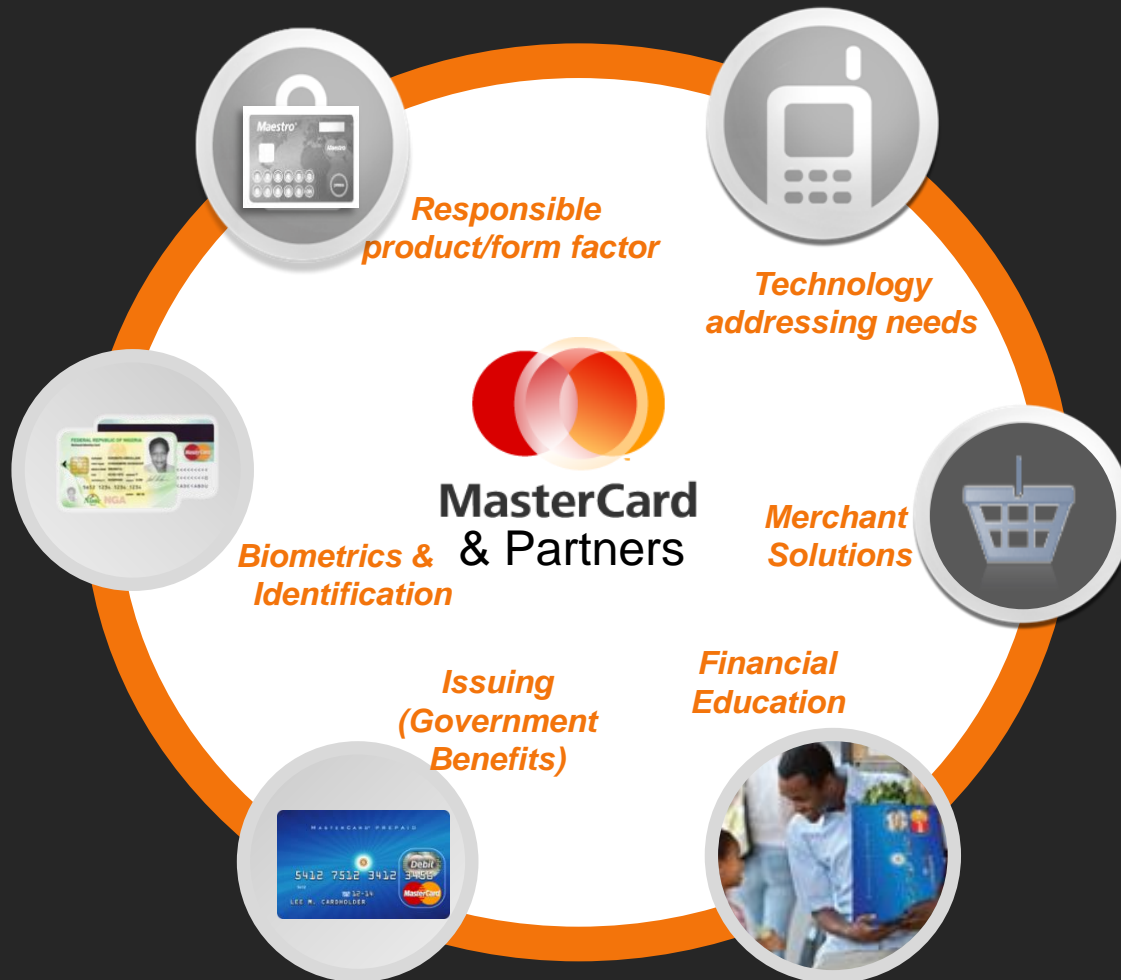 Maestro
Responsible
product/form factor
Technology
addressing needs
FEDERAL REPUBLIC OF NIGERIA
NGA
MasterCard
MasterCard
& Partners
Merchant
Solutions
Biometrics &
Identification
Issuing
(Government
Benefits)
Financial
Education
MASTERCARD PREPAID
Debit
5412 7512 3412 3456
12-14
MasterCard
LEE M. CARDHOLDER